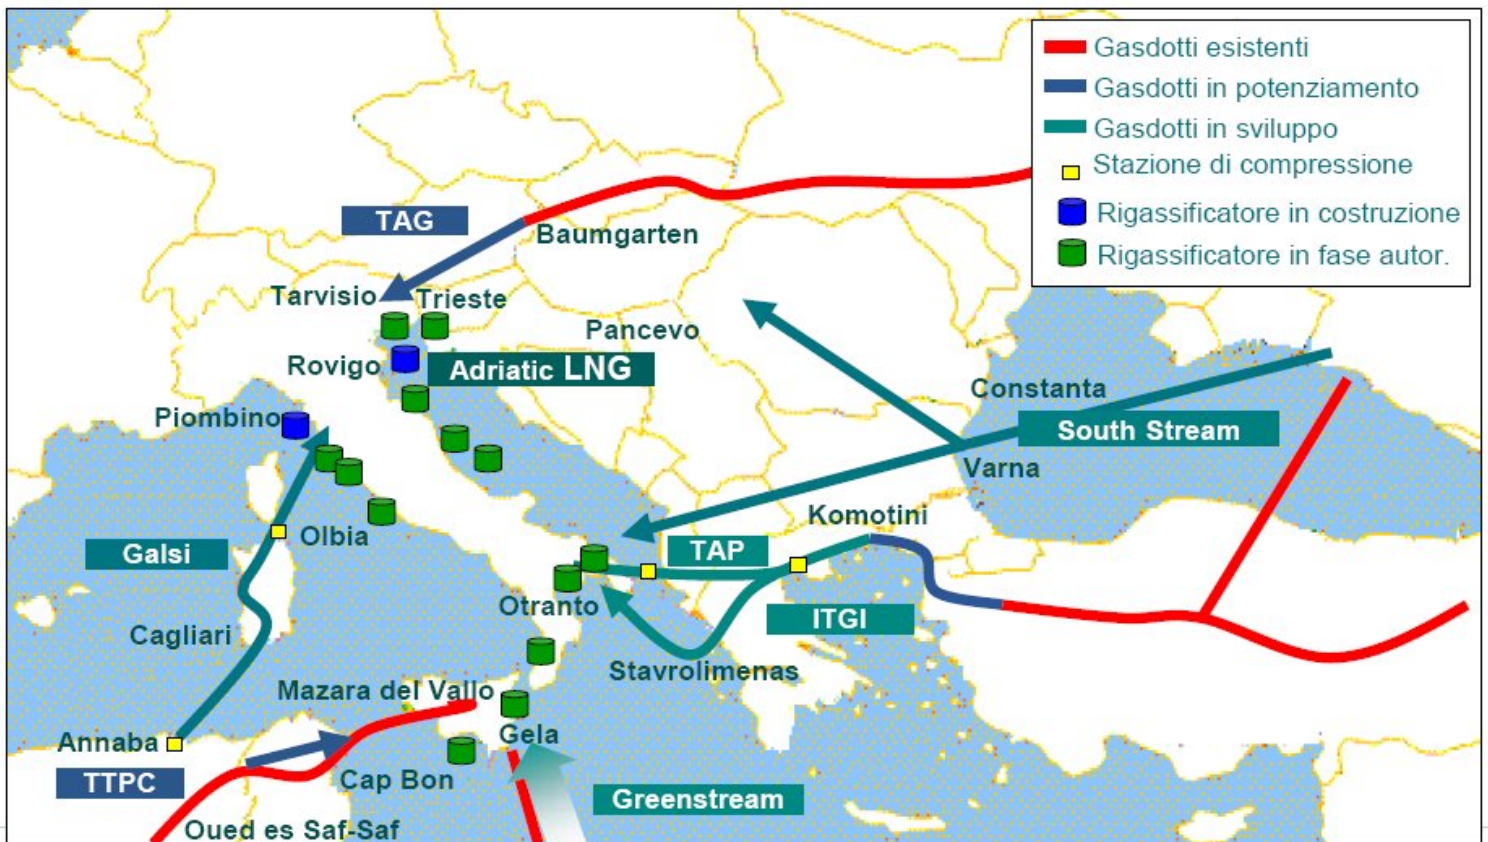 Gasdotti esistenti
Gasdotti in potenziamento
Gasdotti in sviluppo
Stazione di compressione
Rigassificatore in costruzione
Rigassificatore in fase autor.
TAG
Baumgarten
Tarvisio
Trieste
Pancevo
Rovigo
Adriatic LNG
Constanta
Piombino
South Stream
Varna
Komotini
Olbia
Galsi
TAP
Otranto
ITGI
Cagliari
Stavrolimenas
Mazara del Vallo
Gela
Annaba
TTPC
Cap Bon
Greenstream
Oued es Saf-Saf